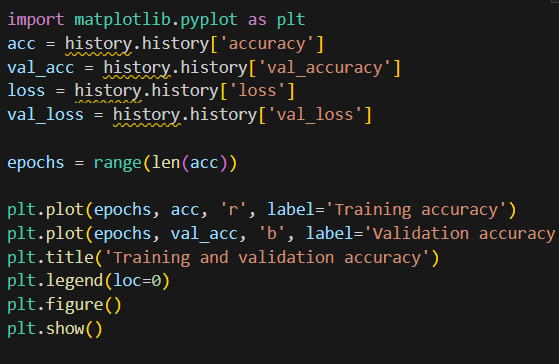 import matplotlib.pyplot as plt
acc = history.history['accuracy']
val_acc = history.history['val_accuracy']
loss = history.history['loss']
val_loss = history.history['val_loss']
epochs = range(len(acc))
plt.plot(epochs, acc, 'r', label='Training accuracy')
plt.plot(epochs, val_acc, 'b', label='Validation accuracy
plt.title('Training and validation accuracy')
plt.legend(loc=0)
plt.figure()
plt.show()